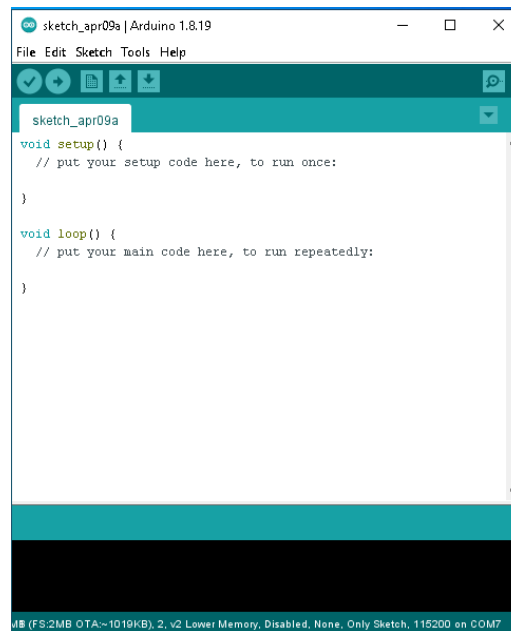 sketch_apr09a | Arduino 1.8.19
File Edit Sketch Tools Help
sketch_apr09a
void setup() {
  // put your setup code here, to run once:
}
void loop() {
  // put your main code here, to run repeatedly:
}
(FS:2MB OTA:~1019KB), 2, v2 Lower Memory, Disabled, None, Only Sketch, 115200 on COM7